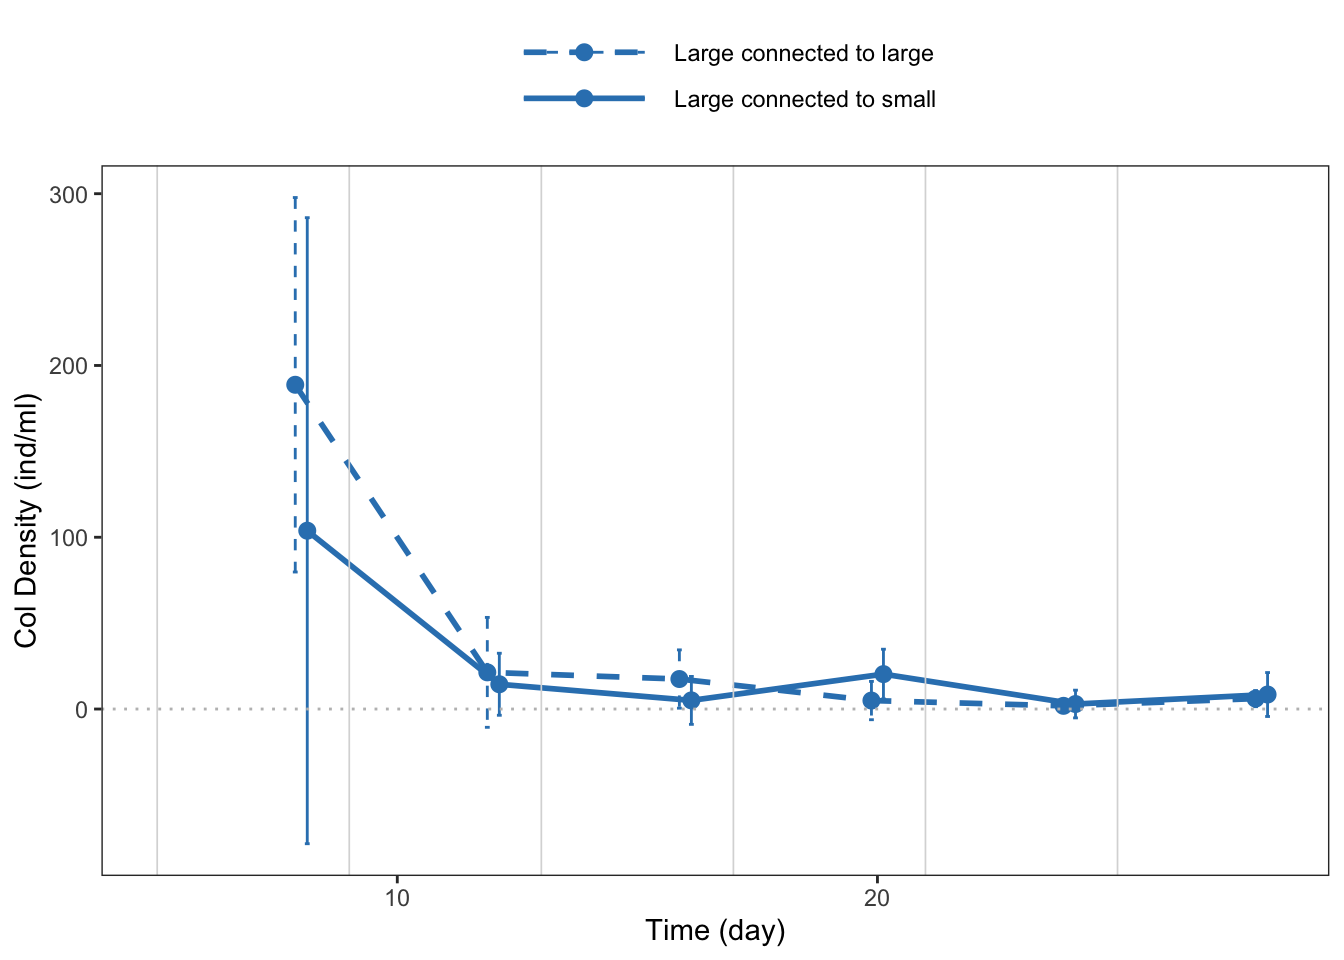 Large connected to large
Large connected to small
300
200
100
0
Col Density (ind/ml)
10
20
Time (day)